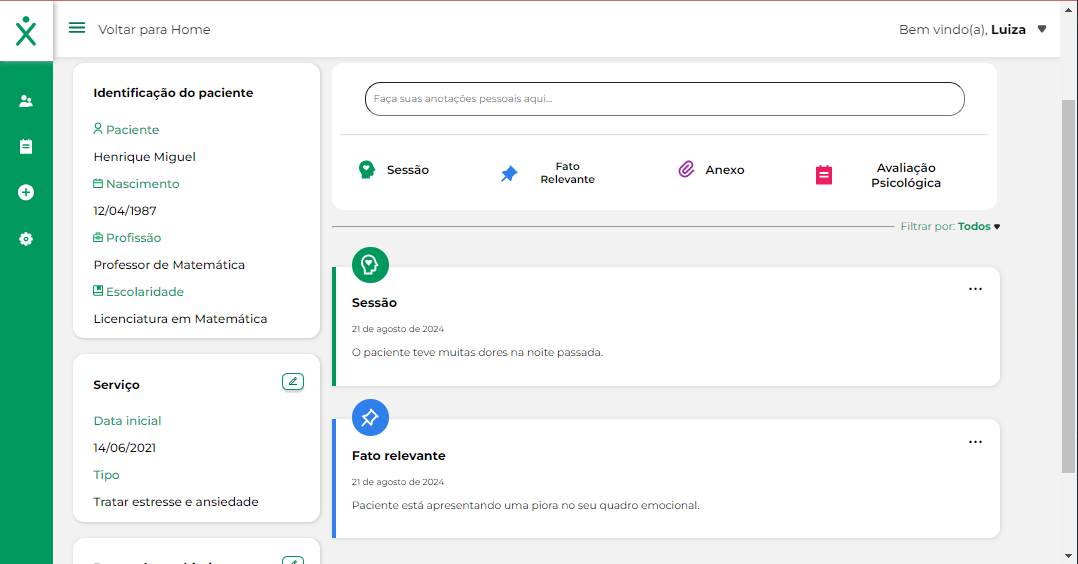 Voltar para Home
Bem vindo(a), Luiza
Identificação do paciente
Paciente
Henrique Miguel
Nascimento
12/04/1987
Profissão
Professor de Matemática
Escolaridade
Licenciatura em Matemática
Serviço
Data inicial
14/06/2021
Tipo
Tratar estresse e ansiedade
Faça suas anotações pessoais aqui...
Sessão
Fato
Relevante
Anexo
Avaliação
Psicológica
Filtrar por: Todos
Sessão
21 de agosto de 2024
O paciente teve muitas dores na noite passada.
Fato relevante
21 de agosto de 2024
Paciente está apresentando uma piora no seu quadro emocional.